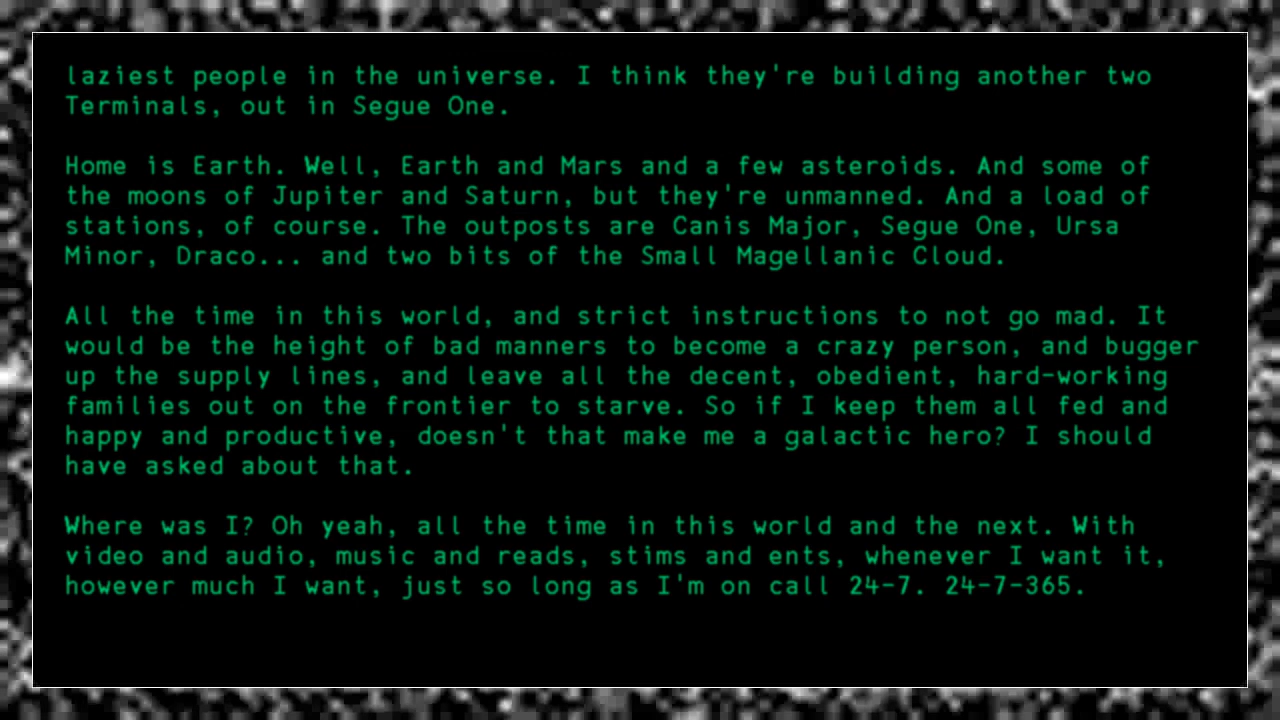 laziest people in the universe. I think they're building another two
Terminals, out in Segue One.
Home is Earth. Well, Earth and Mars and a few asteroids. And some of
the moons of Jupiter and Saturn, but they're unmanned. And a load of
stations, of course. The outposts are Canis Major, Segue One, Ursa
Minor, Draco... and two bits of the Small Magellanic Cloud.
All the time in this world, and strict instructions to not go mad. It
would be the height of bad manners to become a crazy person, and bugger
up the supply lines, and leave all the decent, obedient, hard-working
families out on the frontier to starve. So if I keep them all fed and
happy and productive, doesn't that make me a galactic hero? I should
have asked about that.
Where was I? Oh yeah, all the time in this world and the next. With
video and audio, music and reads, stims and ents, whenever I want it,
however much I want, just so long as I'm on call 24-7. 24-7-365.